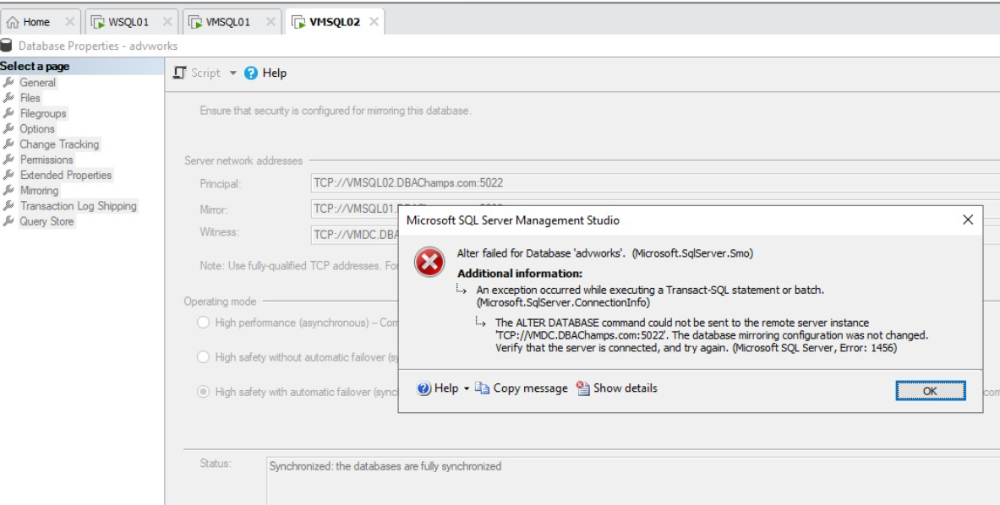 Home
WSQL01
VMSQL01
VMSQL02
Database Properties - advworks
Select a page
General
Files
Filegroups
Options
Change Tracking
Permissions
Extended Properties
Mirroring
Transaction Log Shipping
Query Store
Script
Help
Ensure that security is configured for mirroring this database.
Server network addresses
Principal:
TCP://VMSQL02.DBAChamps.com:5022
Mirror:
TCP://VMSQL01.
Witness:
TCP://VMDC.DBA
Note: Use fully-qualified TCP addresses. Fo
Operating mode
High performance (asynchronous) – Com
High safety without automatic failover (sy
High safety with automatic failover (sync
Status:
Synchronized: the databases are fully synchronized
Microsoft SQL Server Management Studio
Alter failed for Database 'advworks'. (Microsoft.SqlServer.Smo)
Additional information:
An exception occurred while executing a Transact-SQL statement or batch.
(Microsoft.SqlServer.ConnectionInfo)
The ALTER DATABASE command could not be sent to the remote server instance
'TCP://VMDC.DBAChamps.com:5022'. The database mirroring configuration was not changed.
Verify that the server is connected, and try again. (Microsoft SQL Server, Error: 1456)
Help
Copy message
Show details
OK